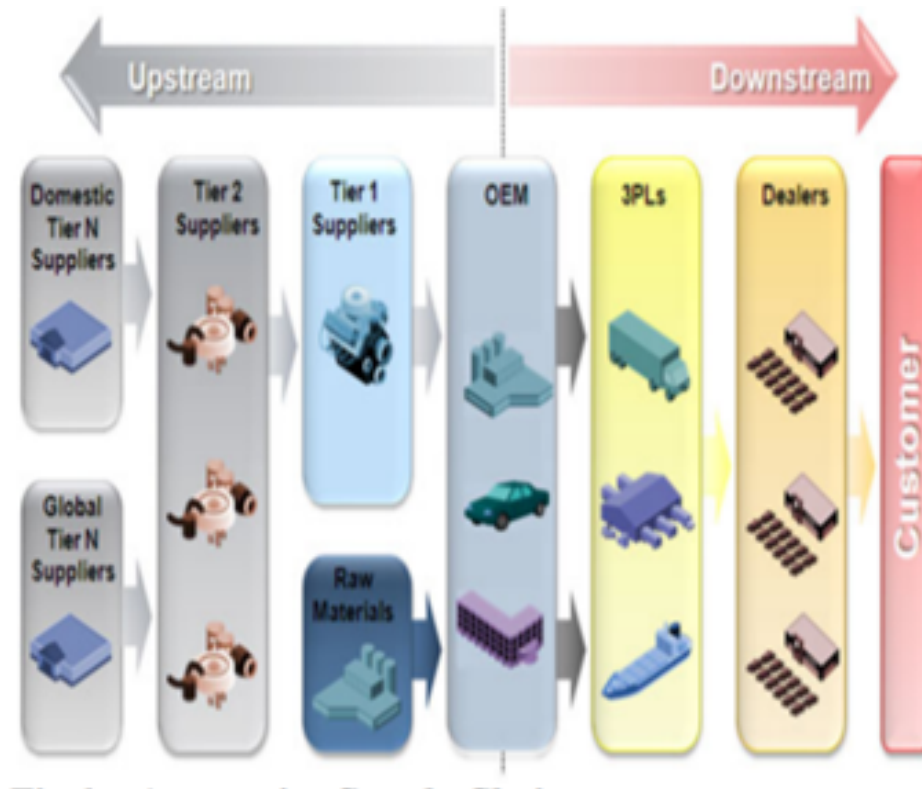 Upstream
Downstream
Domestic
Tier N
Suppliers
Global
Tier N
Suppliers
Tier 2
Suppliers
Tier 1
Suppliers
Raw
Materials
OEM
3PLs
Dealers
Customer